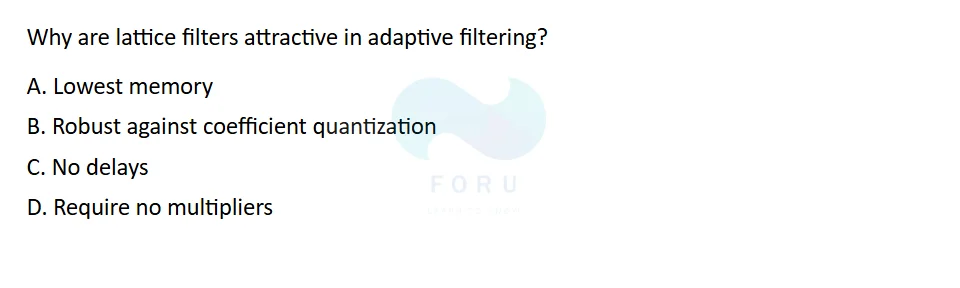 Why are lattice filters attractive in adaptive filtering?
A. Lowest memory
B. Robust against coefficient quantization
C. No delays
FORU
D. Require no multipliers